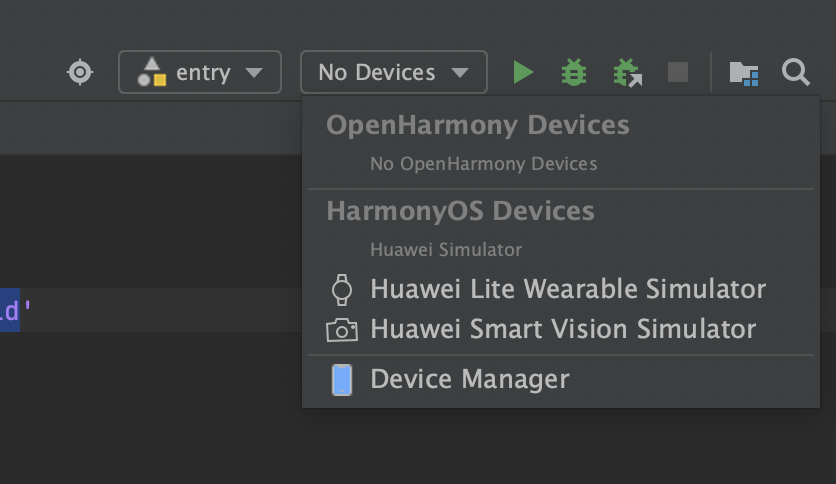 entry
No Devices
OpenHarmony Devices
No OpenHarmony Devices
HarmonyOS Devices
Huawei Simulator
ld'
Huawei Lite Wearable Simulator
Huawei Smart Vision Simulator
Device Manager